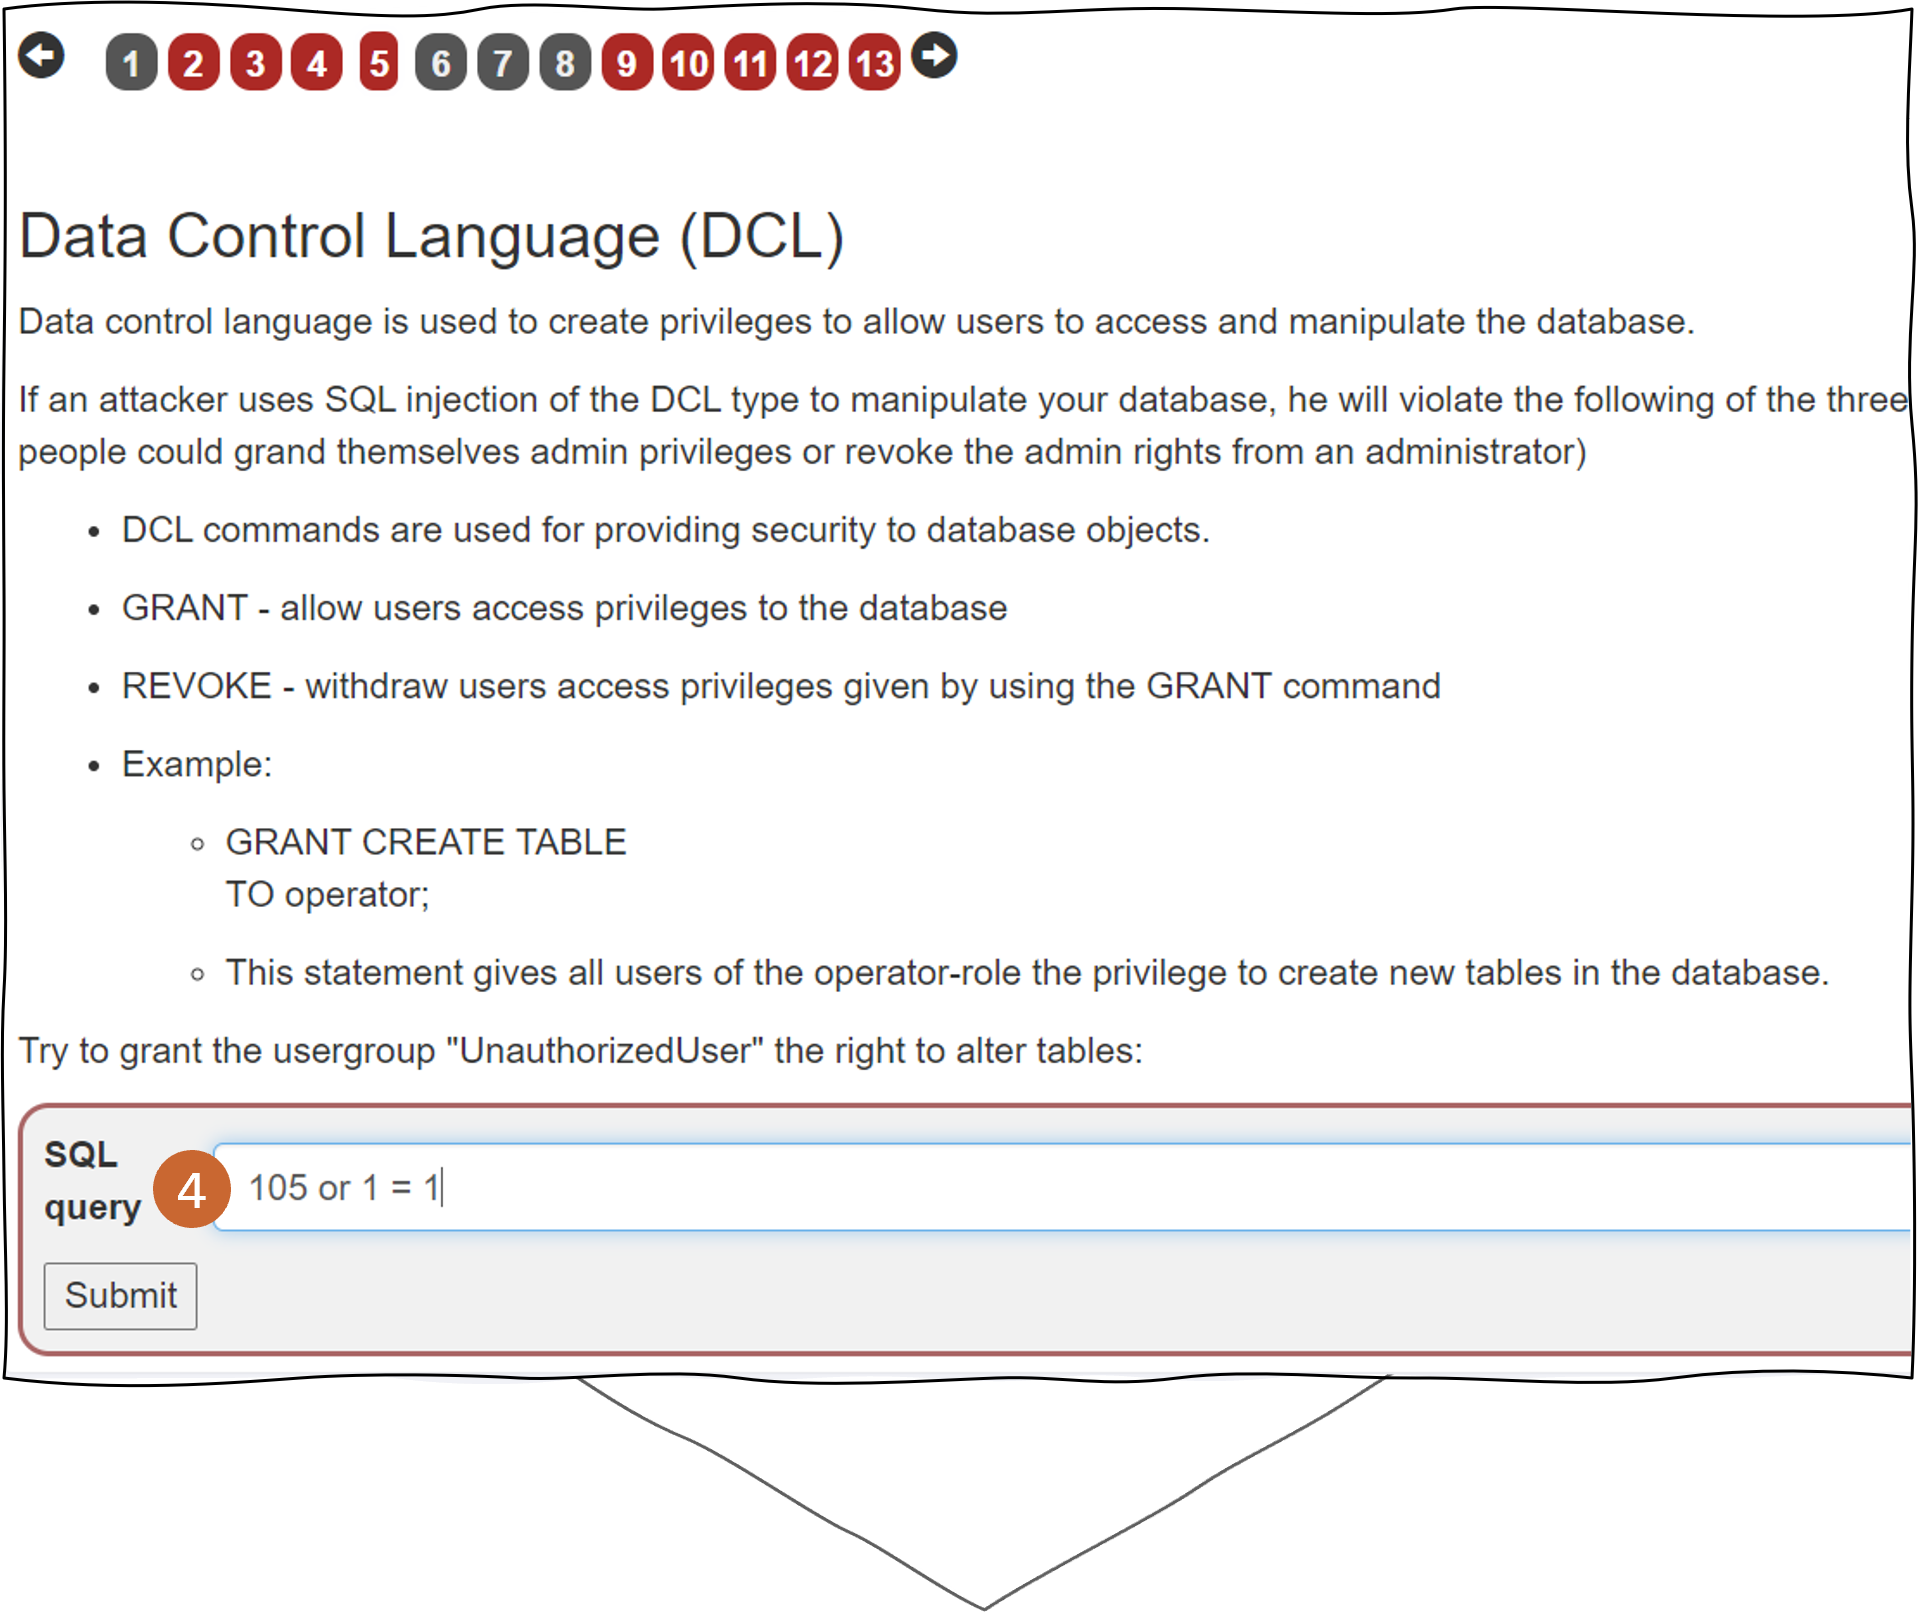 1 2 3 4 5 6 7 8 9 10 11 12 13
Data Control Language (DCL)
Data control language is used to create privileges to allow users to access and manipulate the database.
If an attacker uses SQL injection of the DCL type to manipulate your database, he will violate the following of the three
people could grand themselves admin privileges or revoke the admin rights from an administrator)
• DCL commands are used for providing security to database objects.
• GRANT - allow users access privileges to the database
• REVOKE - withdraw users access privileges given by using the GRANT command
• Example:
◦ GRANT CREATE TABLE
TO operator;
◦ This statement gives all users of the operator-role the privilege to create new tables in the database.
Try to grant the usergroup "UnauthorizedUser" the right to alter tables:
SQL
query
4
105 or 1 = 1
Submit